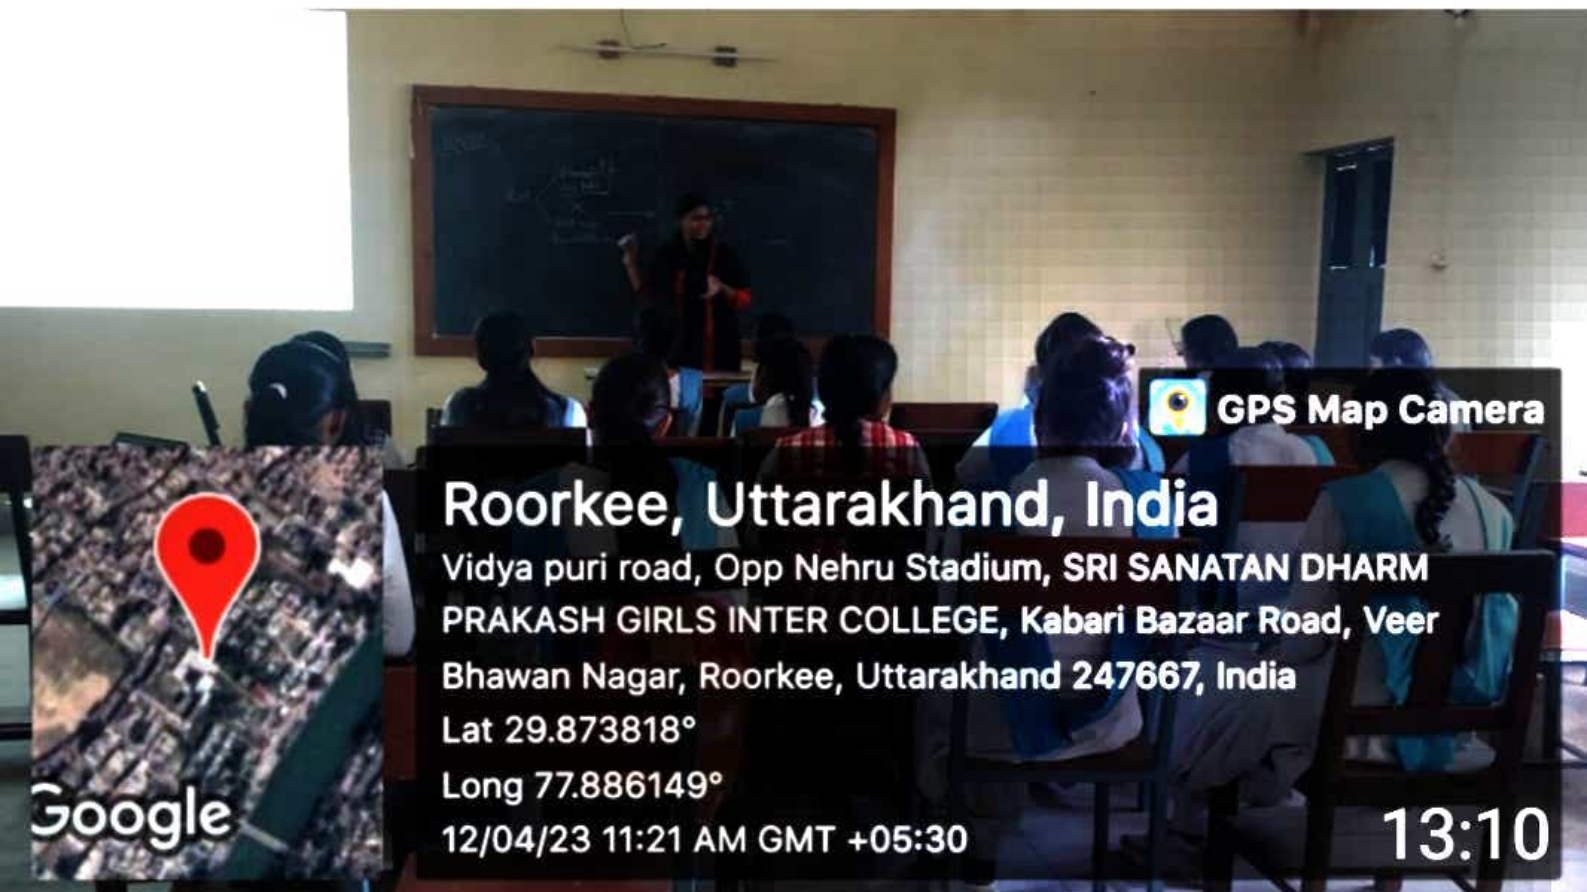 GPS Map Camera
Roorkee, Uttarakhand, India
Vidya puri road, Opp Nehru Stadium, SRI SANATAN DHARM
PRAKASH GIRLS INTER COLLEGE, Kabari Bazaar Road, Veer
Bhawan Nagar, Roorkee, Uttarakhand 247667, India
Lat 29.873818°
Long 77.886149°
12/04/23 11:21 AM GMT +05:30
Google
13:10